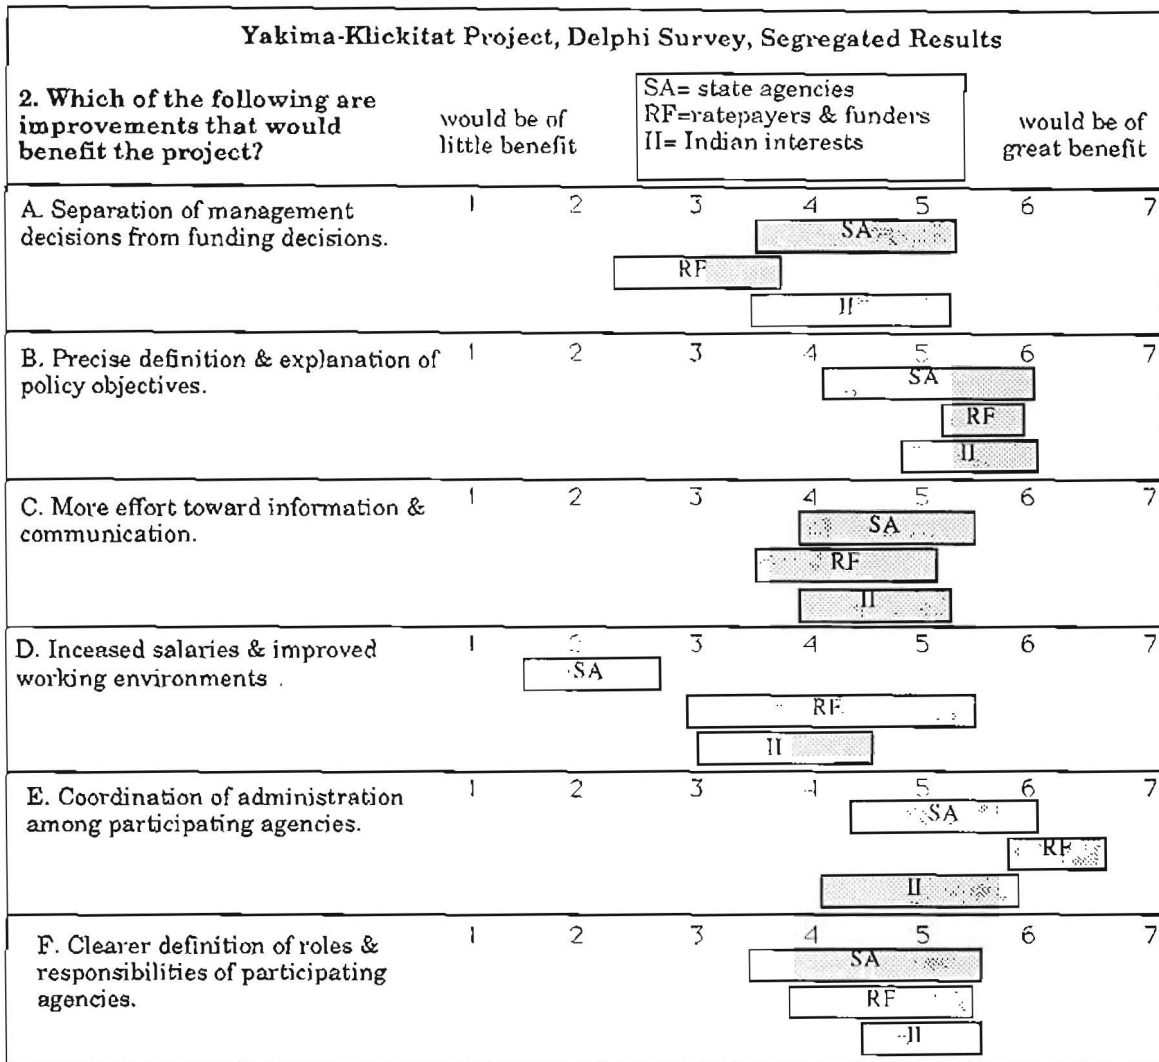 Yakima-Klickitat Project, Delphi Survey, Segregated Results
2. Which of the following are
improvements that would
benefit the project?
would be of
little benefit
SA= state agencies
RF=ratepayers & funders
II= Indian interests
would be of
great benefit
A. Separation of management
decisions from funding decisions.
1 2 3 4 5 6 7
SA
RF
II
B. Precise definition & explanation of
policy objectives.
1 2 3 4 5 6 7
SA
RF
II
C. More effort toward information &
communication.
1 2 3 4 5 6 7
SA
RF
II
D. Inceased salaries & improved
working environments .
1 2 3 4 5 6 7
SA
RF
II
E. Coordination of administration
among participating agencies.
1 2 3 4 5 6 7
SA
RF
II
F. Clearer definition of roles &
responsibilities of participating
agencies.
1 2 3 4 5 6 7
SA
RF
II